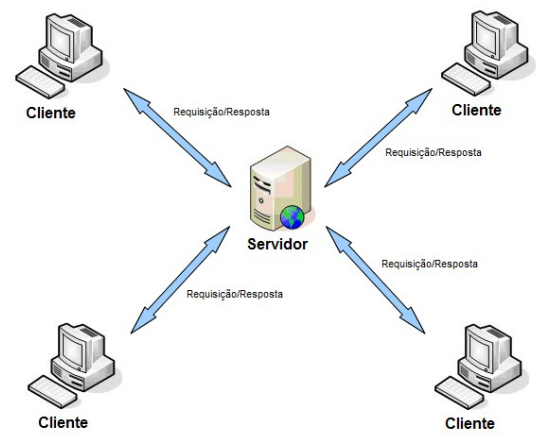 Cliente
Cliente
Requisição/Resposta
Requisição/Resposta
Servidor
Requisição/Resposta
Requisição/Resposta
Cliente
Cliente